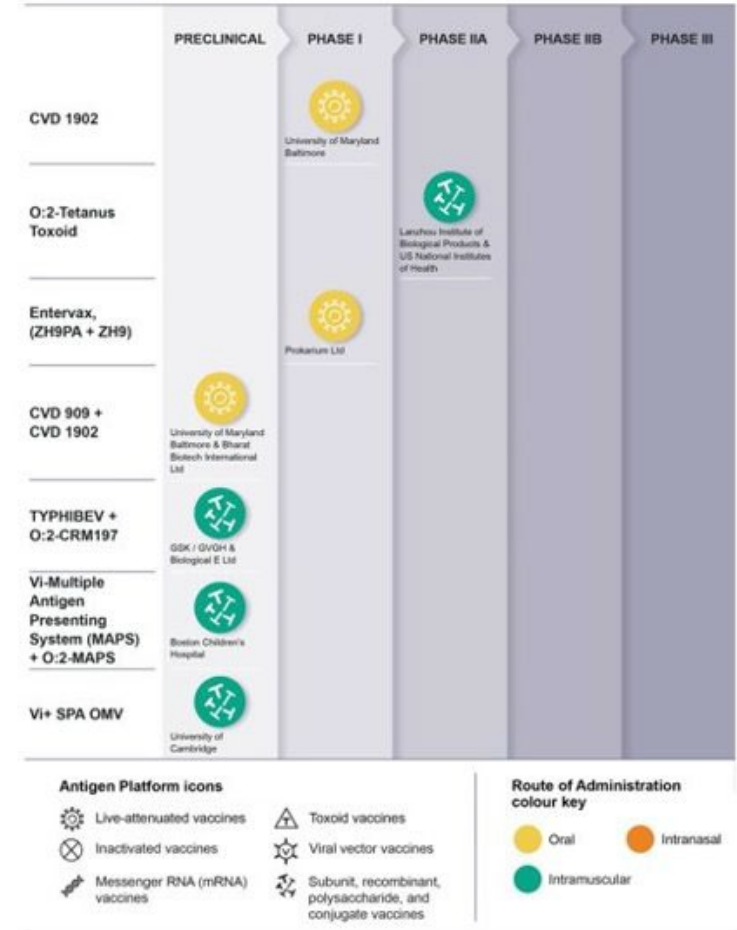 PRECLINICAL
PHASE I
PHASE IIA
PHASE IIB
PHASE III
CVD 1902
University of Maryland
Baltimore
O:2-Tetanus
Toxoid
Lanzhou Institute of
Biological Products &
US National Institutes
of Health
Entervax,
(ZH9PA + ZH9)
Prokarium Ltd
CVD 909 +
CVD 1902
University of Maryland
Baltimore & Bharat
Biotech International
Ltd
TYPHIBEV +
O:2-CRM197
GSK / GVGH &
Biological E Ltd
Vi-Multiple
Antigen
Presenting
System (MAPS)
+ O:2-MAPS
Boston Children's
Hospital
Vi+ SPA OMV
University of
Cambridge
Antigen Platform icons
Live-attenuated vaccines
Inactivated vaccines
Messenger RNA (mRNA)
vaccines
Toxoid vaccines
Viral vector vaccines
Subunit, recombinant,
polysaccharide, and
conjugate vaccines
Route of Administration
colour key
Oral
Intranasal
Intramuscular